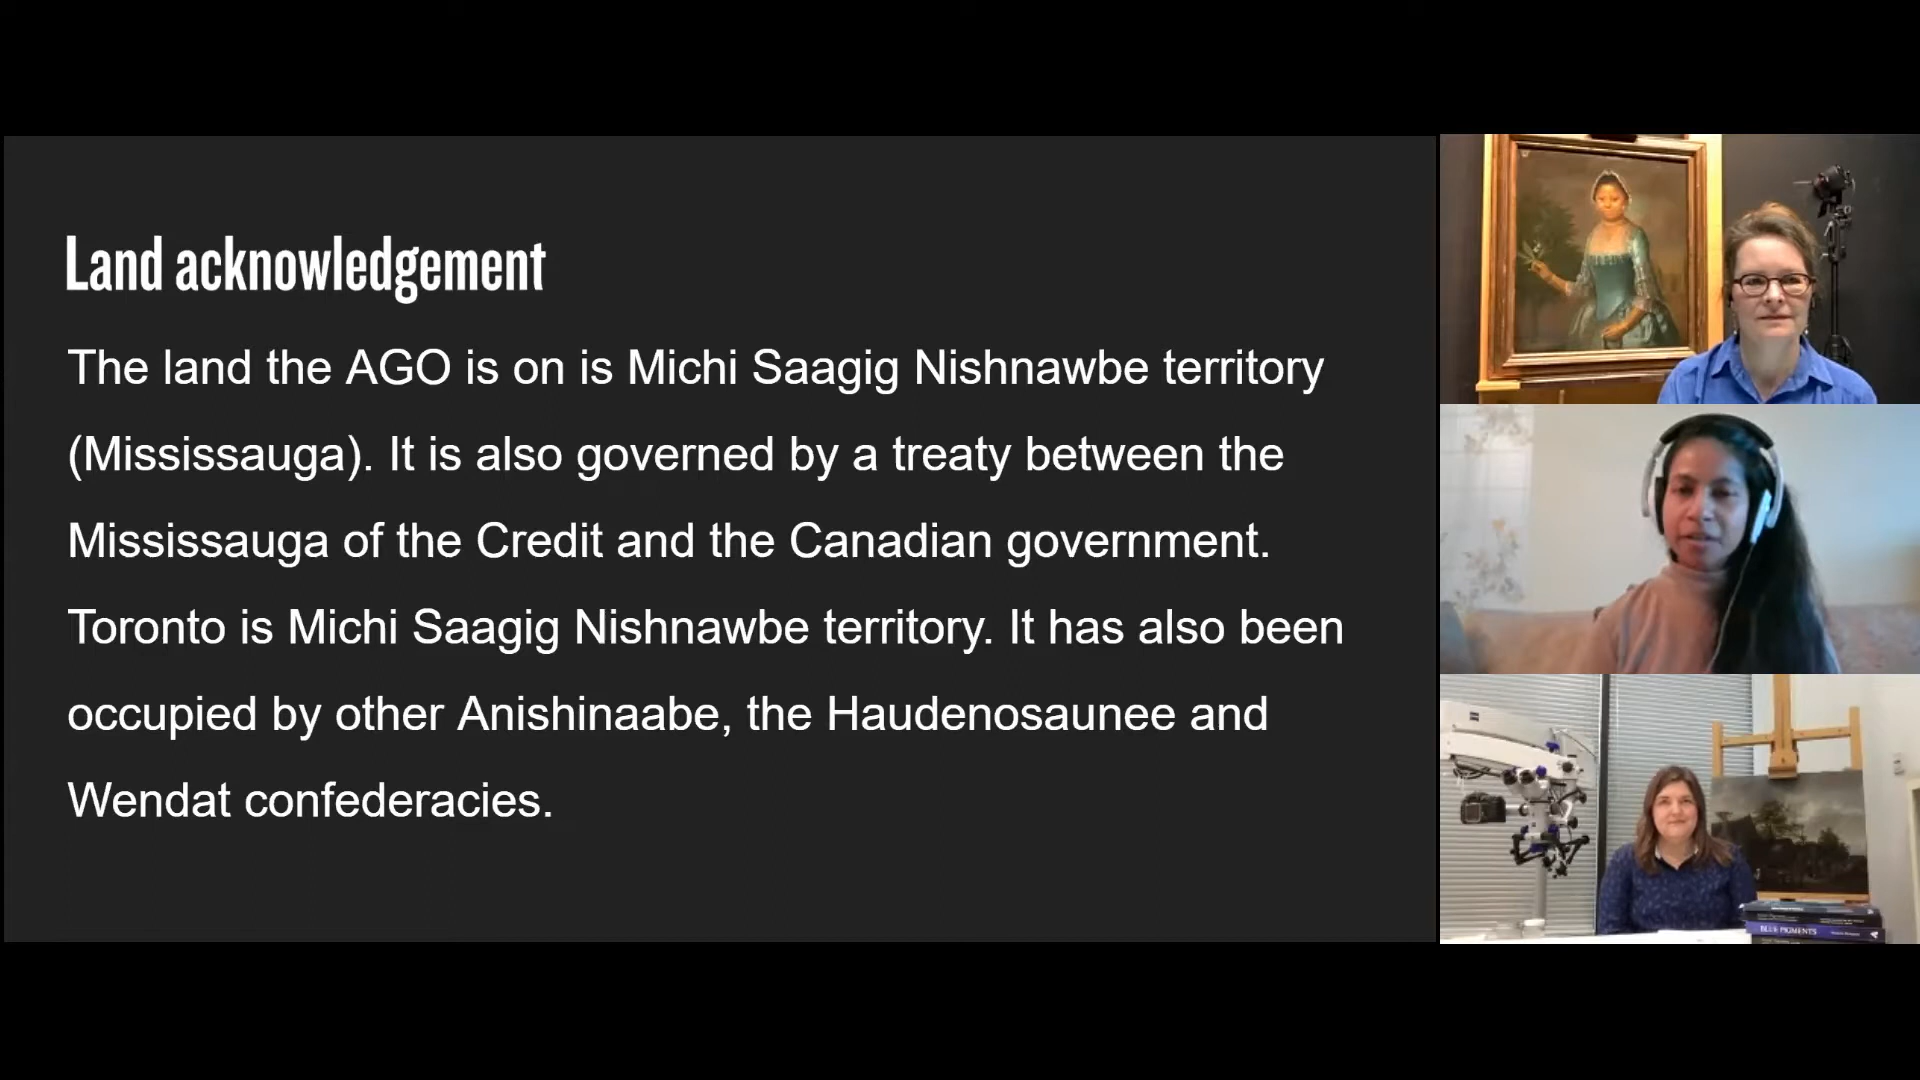 Land acknowledgement
The land the AGO is on is Michi Saagig Nishnawbe territory
(Mississauga). It is also governed by a treaty between the
Mississauga of the Credit and the Canadian government.
Toronto is Michi Saagig Nishnawbe territory. It has also been
occupied by other Anishinaabe, the Haudenosaunee and
Wendat confederacies.
BLUE PIGMENTS